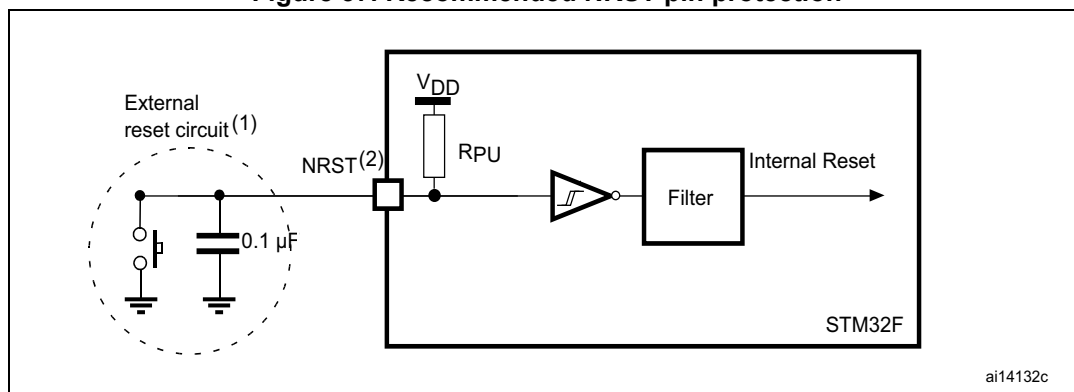 Figure 37. Recommended NRST pin protection
External
reset circuit(1)
NRST(2)
VDD
RPU
0.1 µF
Filter
Internal Reset
STM32F
ai14132c